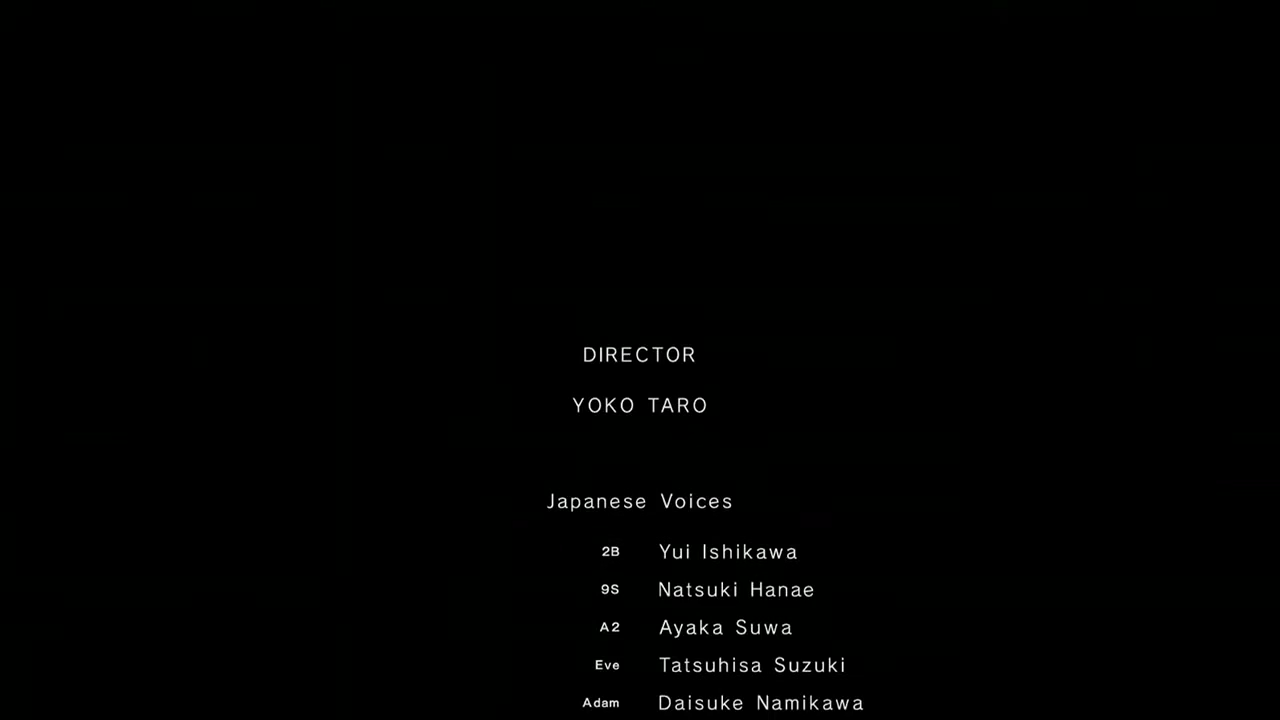 DIRECTOR
YOKO TARO
Japanese Voices
2B Yui Ishikawa
9S Natsuki Hanae
A2 Ayaka Suwa
Eve Tatsuhisa Suzuki
Adam Daisuke Namikawa